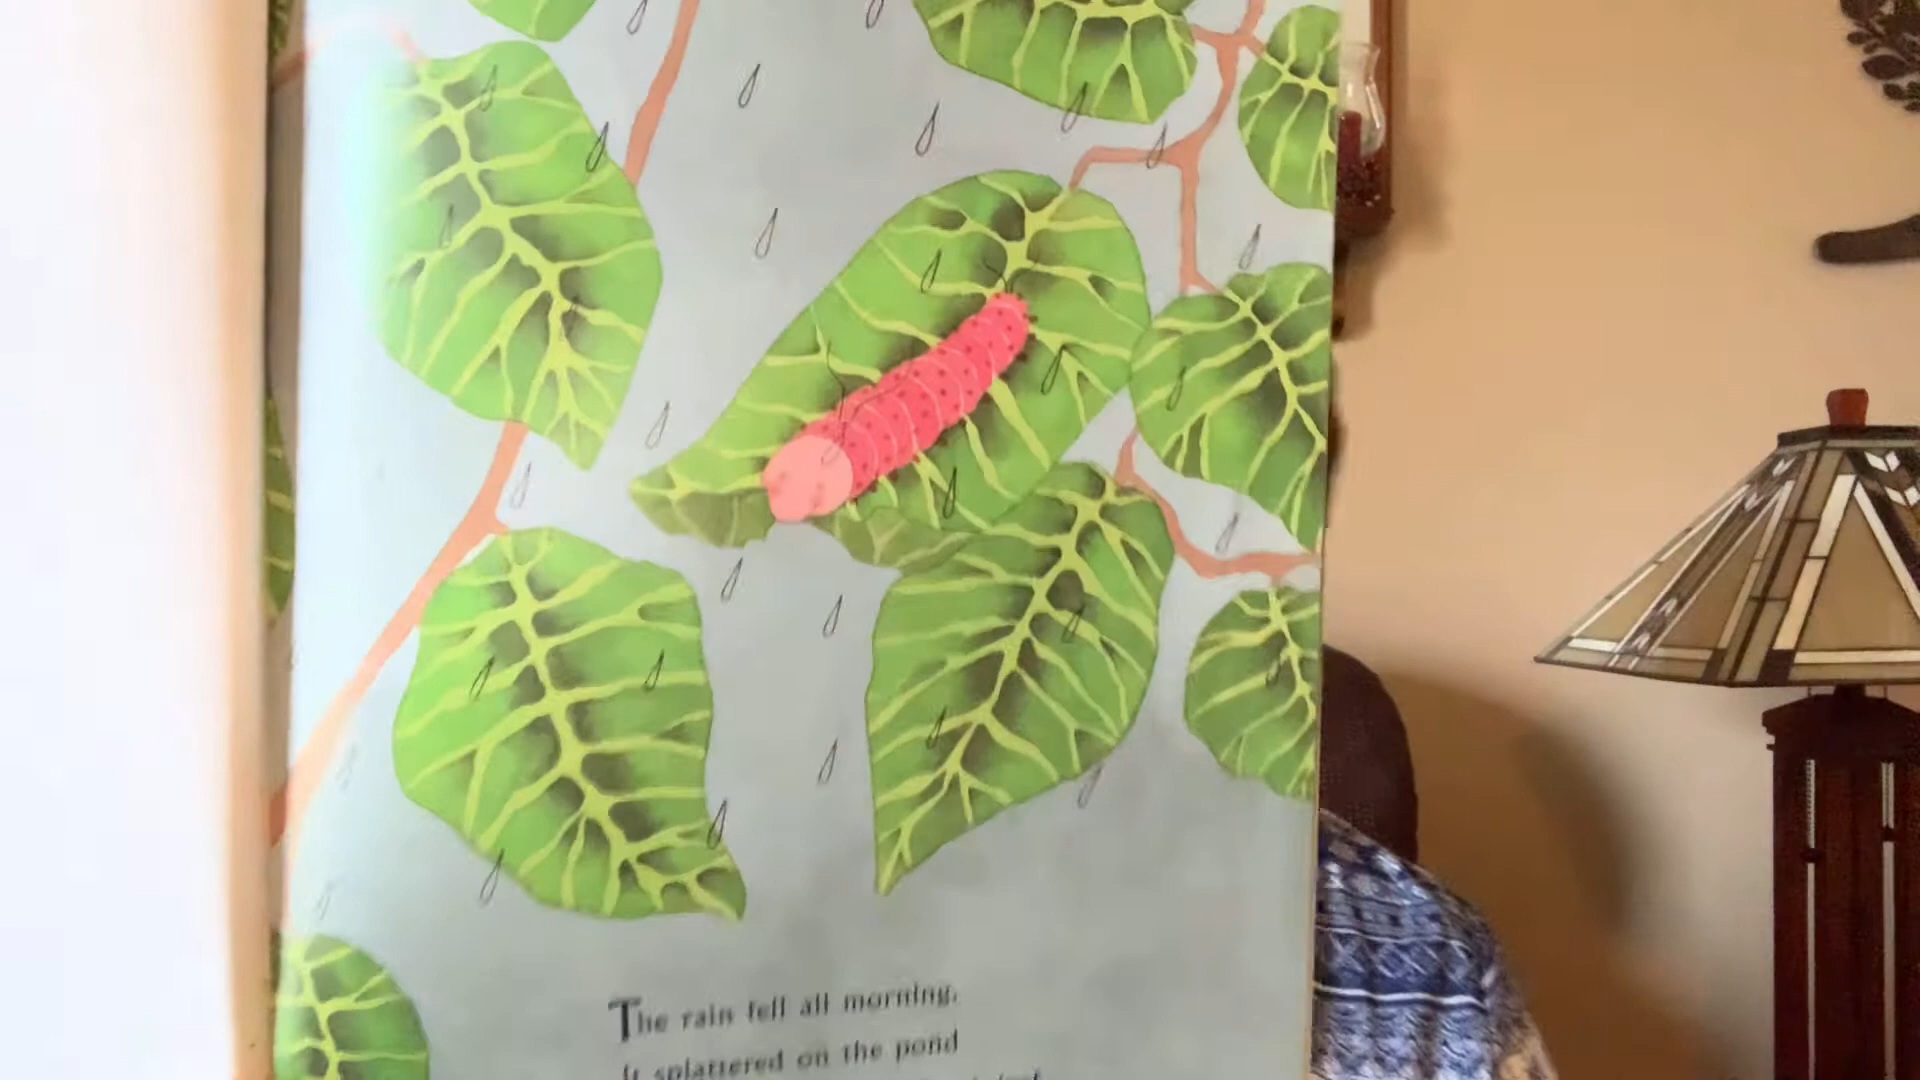 The rain fell all morning.
It splattered on the pond